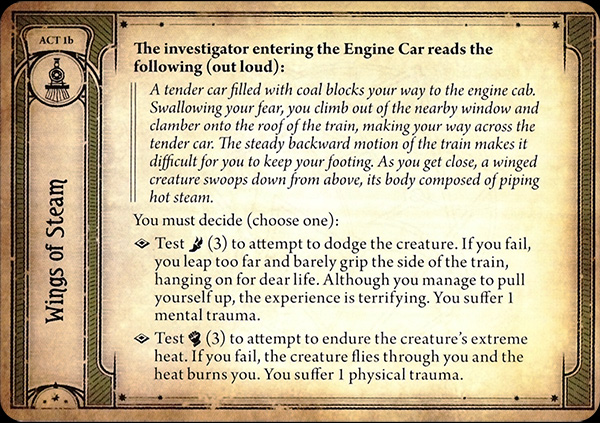 ACT 1b
Wings of Steam
The investigator entering the Engine Car reads the
following (out loud):
A tender car filled with coal blocks your way to the engine cab.
Swallowing your fear, you climb out of the nearby window and
clamber onto the roof of the train, making your way across the
tender car. The steady backward motion of the train makes it
difficult for you to keep your footing. As you get close, a winged
creature swoops down from above, its body composed of piping
hot steam.
You must decide (choose one):
Test (3) to attempt to dodge the creature. If you fail,
you leap too far and barely grip the side of the train,
hanging on for dear life. Although you manage to pull
yourself up, the experience is terrifying. You suffer 1
mental trauma.
Test (3) to attempt to endure the creature's extreme
heat. If you fail, the creature flies through you and the
heat burns you. You suffer 1 physical trauma.